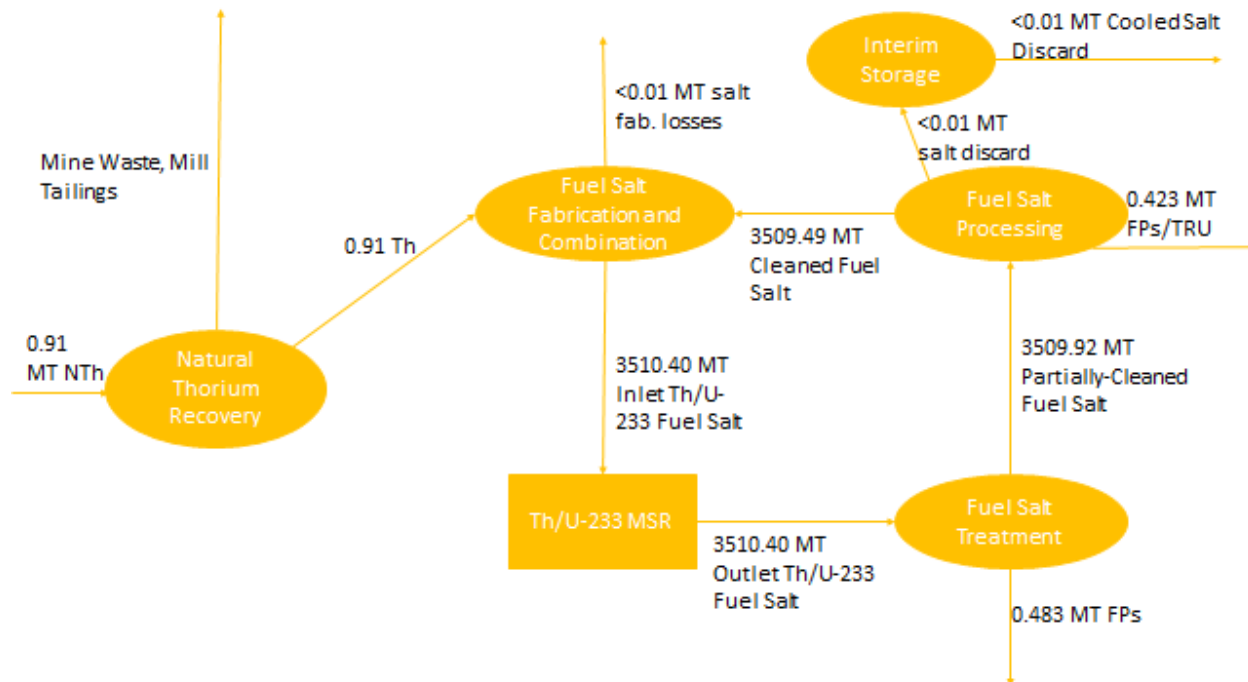 <0.01 MT Cooled Salt
Discard
Interim
Storage
<0.01 MT salt
fab. losses
<0.01 MT
salt discard
Mine Waste, Mill
Tailings
Fuel Salt
Fabrication and
Combination
Fuel Salt
Processing
0.423 MT
FPs/TRU
0.91 Th
3509.49 MT
Cleaned Fuel
Salt
0.91
MT NTh
Natural
Thorium
Recovery
3510.40 MT
Inlet Th/U-
233 Fuel Salt
3509.92 MT
Partially-Cleaned
Fuel Salt
Th/U-233 MSR
3510.40 MT
Outlet Th/U-233
Fuel Salt
Fuel Salt
Treatment
0.483 MT FPs